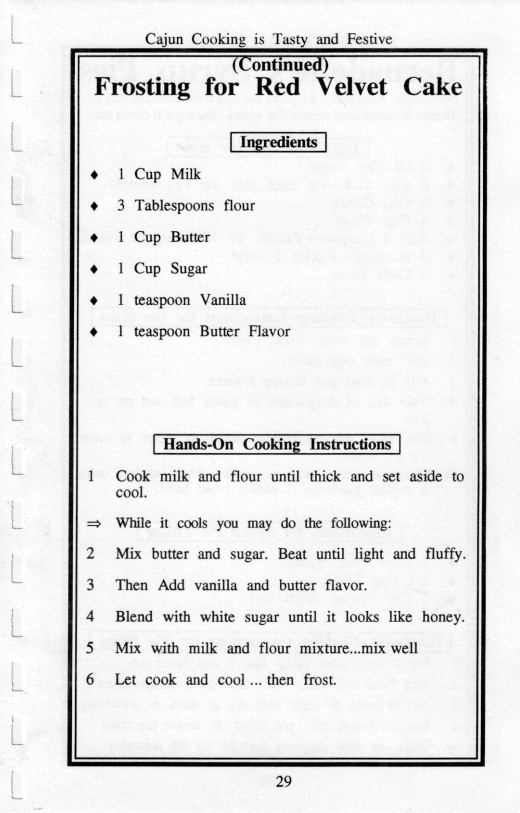 Cajun Cooking is Tasty and Festive
(Continued)
Frosting for Red Velvet Cake
Ingredients
♦ 1 Cup Milk
♦ 3 Tablespoons flour
♦ 1 Cup Butter
♦ 1 Cup Sugar
♦ 1 teaspoon Vanilla
♦ 1 teaspoon Butter Flavor
Hands-On Cooking Instructions
1 Cook milk and flour until thick and set aside to
cool.
⇒ While it cools you may do the following:
2 Mix butter and sugar. Beat until light and fluffy.
3 Then Add vanilla and butter flavor.
4 Blend with white sugar until it looks like honey.
5 Mix with milk and flour mixture...mix well
6 Let cook and cool ... then frost.
29